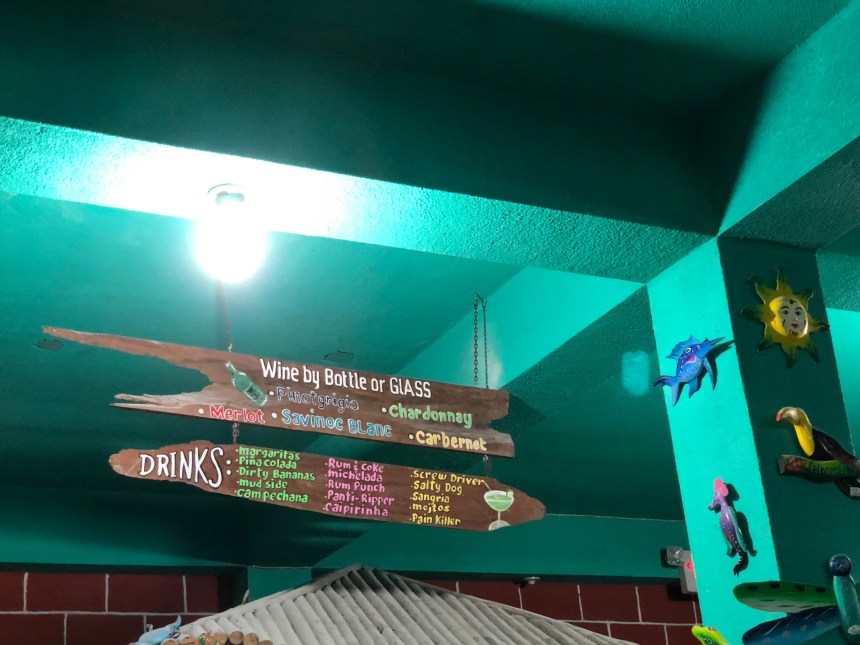 Wine by Bottle or GLASS
• Pinotgrigio
• Chardonnay
• Merlot
• Savinoc BLanc
• Carbernot
DRINKS:
•margaritas
•Piña colada
•Dirty Bananas
•mud side
•campechana
•Rum & Coke
•michelada
•Rum Punch
•Panti-Ripper
•Caipirinha
•Screw Driver
•Salty Dog
•Sangria
•mojitos
•Pain Killer